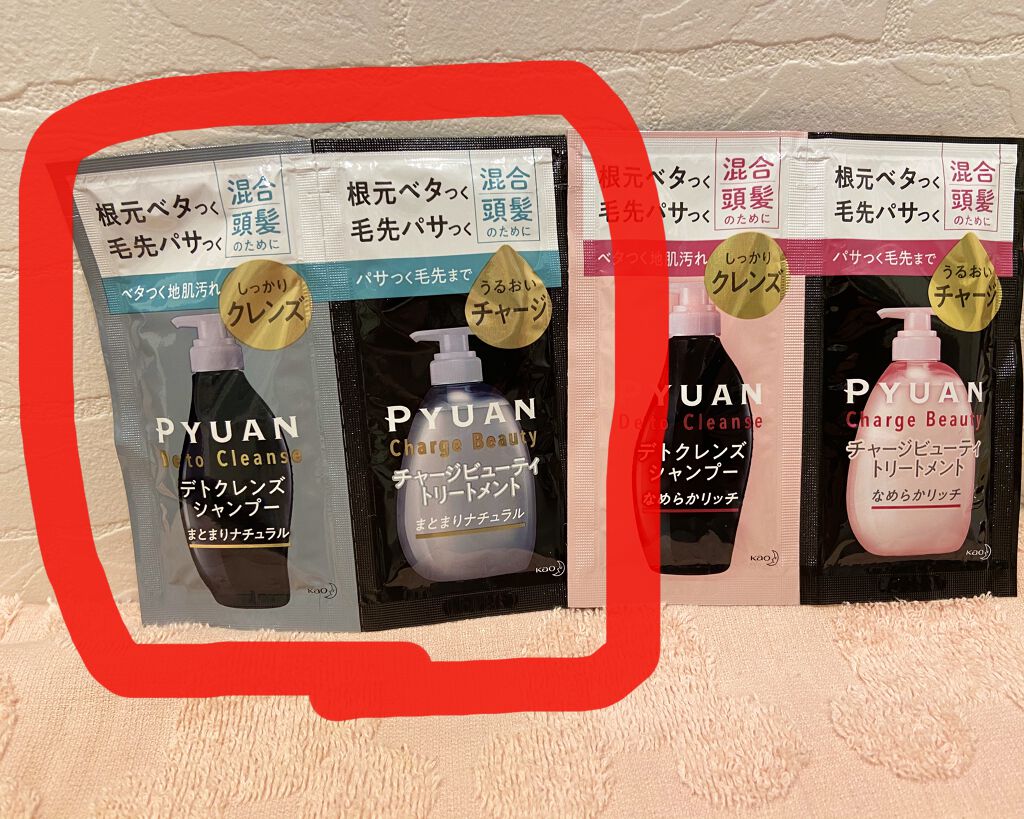 根元ベタつく
毛先パサつく
混合
頭髪
のために
ベタつく地肌汚れ
しっかり
クレンズ
PYUAN
Deto Cleanse
デトクレンズ
シャンプー
まとまりナチュラル
Kao
根元ベタつく
毛先パサつく
混合
頭髪
のために
パサつく毛先まで
うるおい
チャージ
PYUAN
Charge Beauty
チャージビューティ
トリートメント
まとまりナチュラル
Kao
根元ベタつく
毛先パサつく
混合
頭髪
のために
ベタつく地肌汚れ
しっかり
クレンズ
PYUAN
Deto Cleanse
デトクレンズ
シャンプー
なめらかリッチ
Kao
根元ベタつく
毛先パサつく
混合
頭髪
のために
パサつく毛先まで
うるおい
チャージ
PYUAN
Charge Beauty
チャージビューティ
トリートメント
なめらかリッチ
Kao